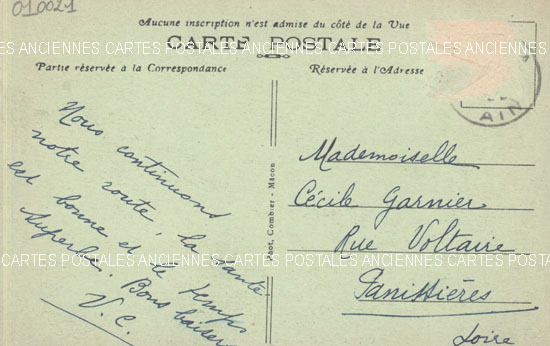 010021
Aucune inscription n'est admise du côté de la Vue
CARTE POSTALE
Partie réservée à la Correspondance
Réservée à l'Adresse
AIN
CARTES POSTALES ANCIENNES CARTES POSTALES ANCIENNES CARTES POSTALES ANCIENNES
Nous continuons
notre route, la santé
est bonne et le temps
superbe. Bons baisers
V. C.
Phot. Combier - Mâcon
Mademoiselle
Cécile Garnier
Rue Voltaire
Panissières
Loire
CARTES POSTALES ANCIENNES CARTES POSTALES ANCIENNES CARTES POSTALES